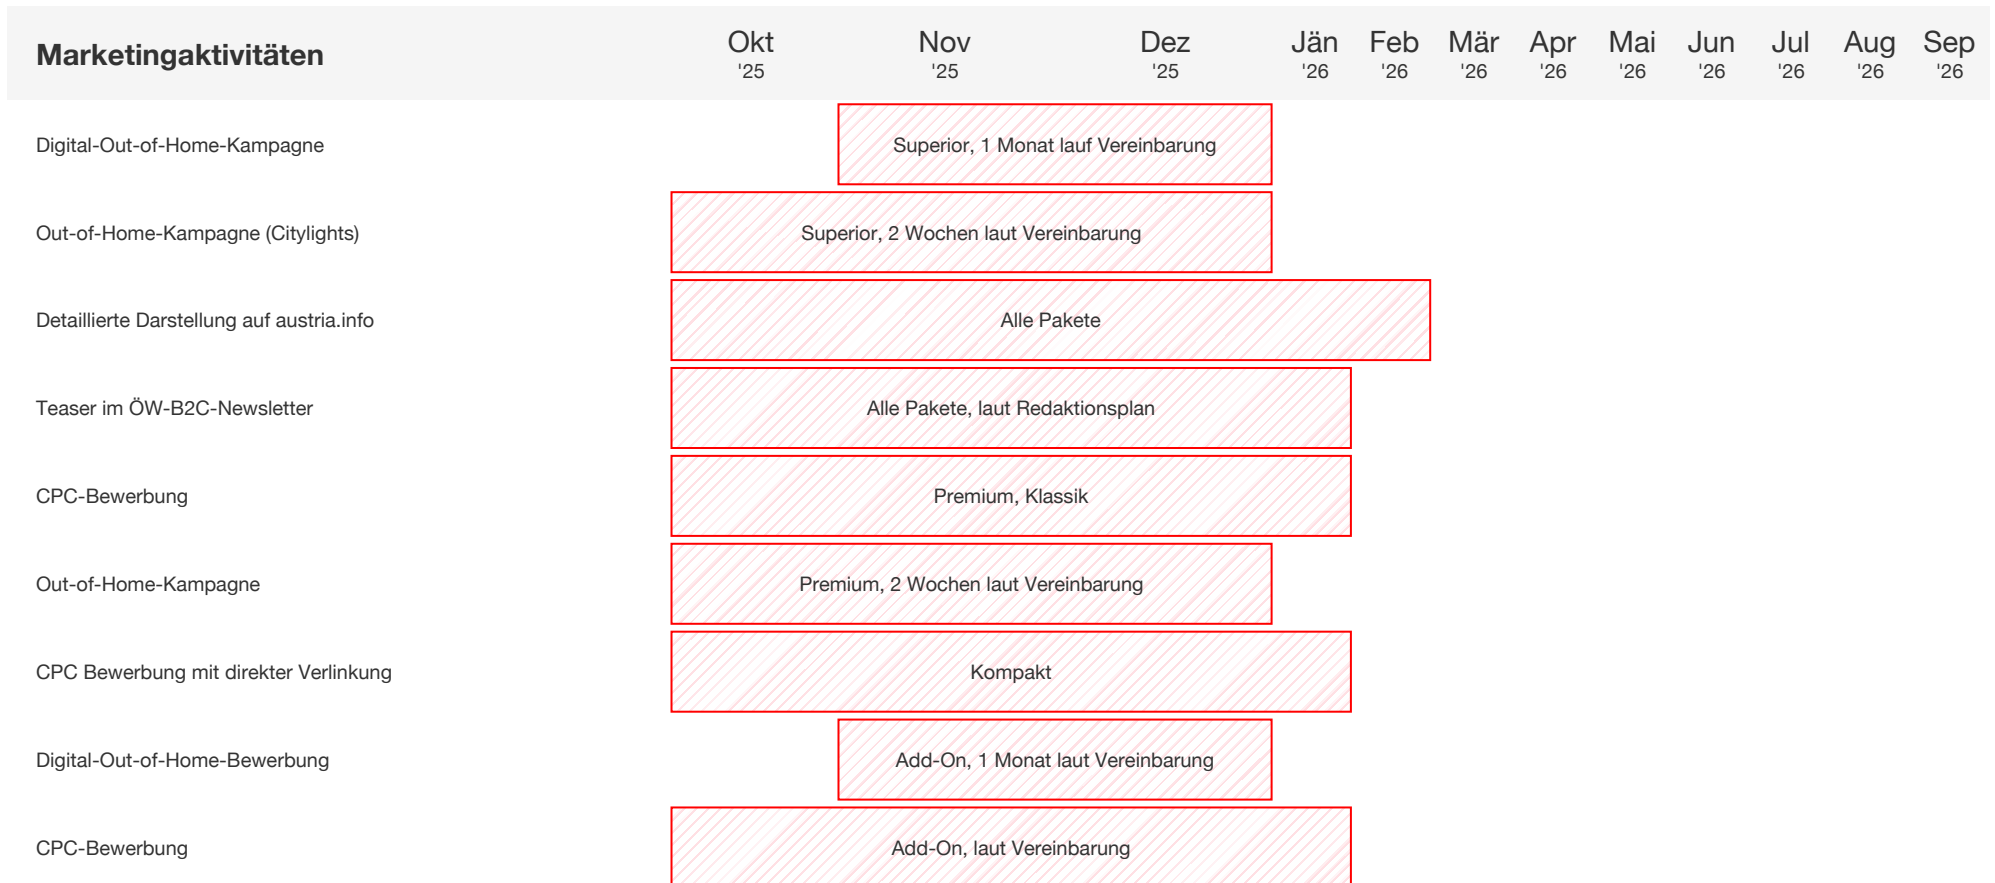 Marketingaktivitäten Okt Nov Dez Jän Feb Mär Apr Mai Jun Jul Aug Sep
'25 '25 '25 '26 '26 '26 '26 '26 '26 '26 '26 '26
Digital-Out-of-Home-Kampagne Superior, 1 Monat lauf Vereinbarung
Out-of-Home-Kampagne (Citylights) Superior, 2 Wochen laut Vereinbarung
Detaillierte Darstellung auf austria.info Alle Pakete
Teaser im ÖW-B2C-Newsletter Alle Pakete, laut Redaktionsplan
CPC-Bewerbung Premium, Klassik
Out-of-Home-Kampagne Premium, 2 Wochen laut Vereinbarung
CPC Bewerbung mit direkter Verlinkung Kompakt
Digital-Out-of-Home-Bewerbung Add-On, 1 Monat laut Vereinbarung
CPC-Bewerbung Add-On, laut Vereinbarung